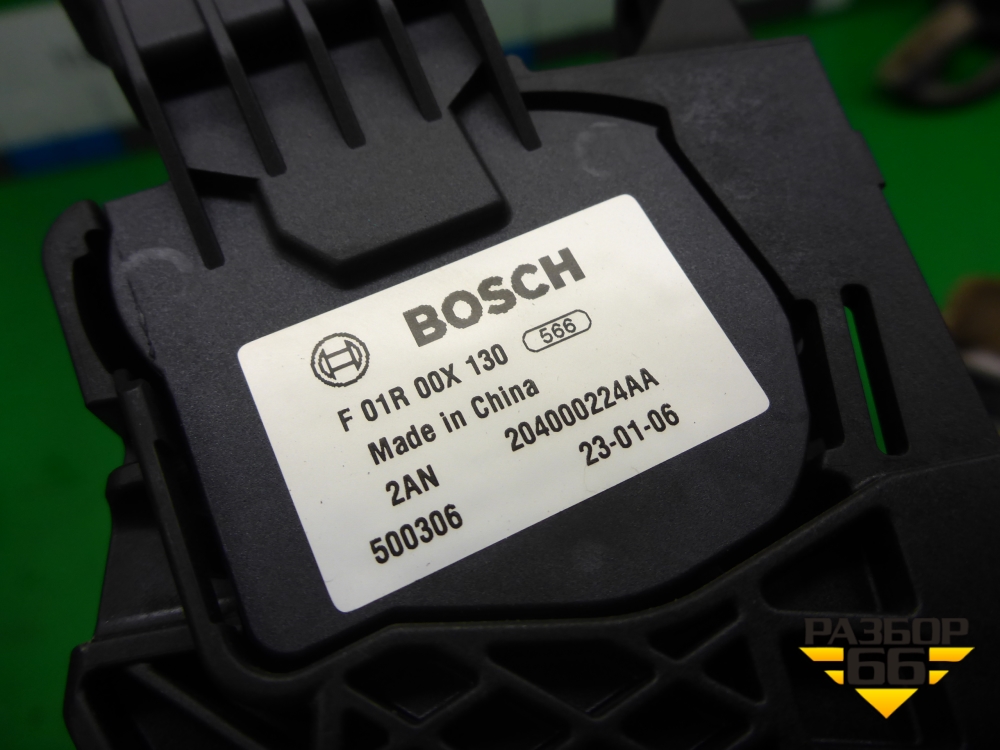 BOSCH
F 01R 00X 130 566
Made in China
2AN 204000224AA
500306 23-01-06
РАЗБОР
66